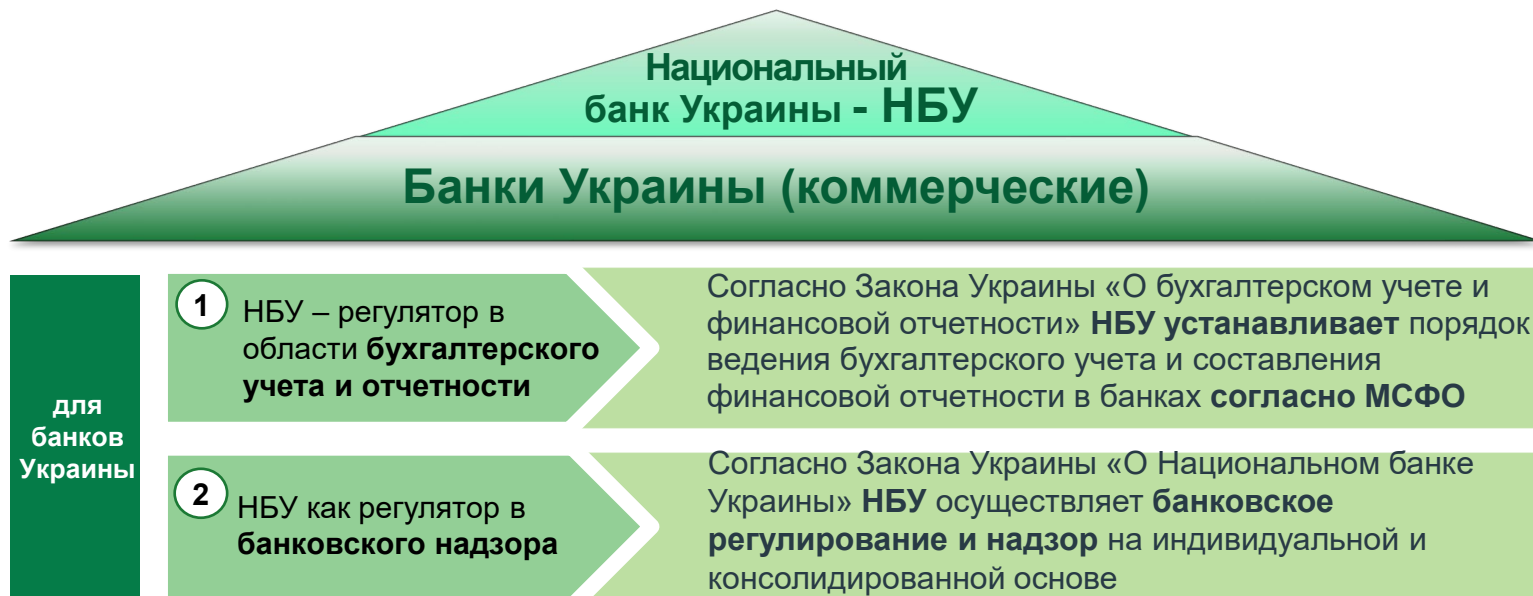 Национальный
банк Украины - НБУ
Банки Украины (коммерческие)
для
банков
Украины
1
НБУ – регулятор в
области бухгалтерского
учета и отчетности
Согласно Закона Украины «О бухгалтерском учете и
финансовой отчетности» НБУ устанавливает порядок
ведения бухгалтерского учета и составления
финансовой отчетности в банках согласно МСФО
2
НБУ как регулятор в
банковского надзора
Согласно Закона Украины «О Национальном банке
Украины» НБУ осуществляет банковское
регулирование и надзор на индивидуальной и
консолидированной основе